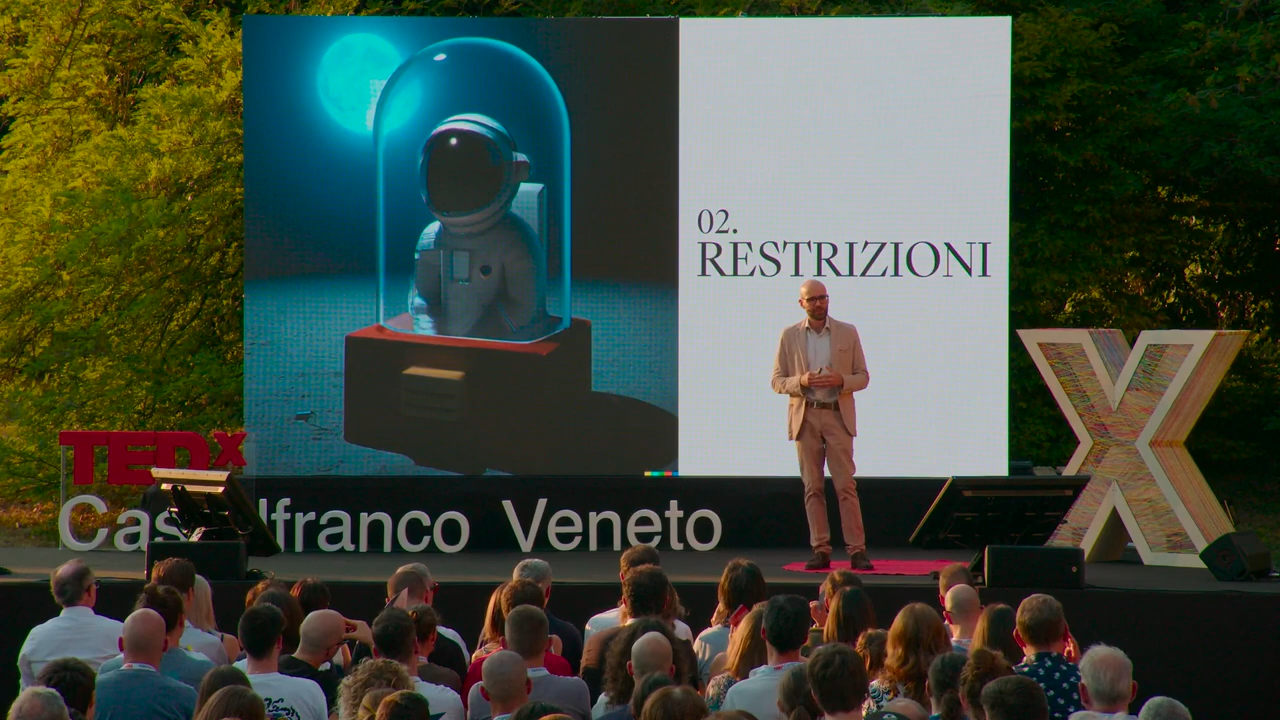 02.
RESTRIZIONI
TEDx
Cas lfranco Veneto
X